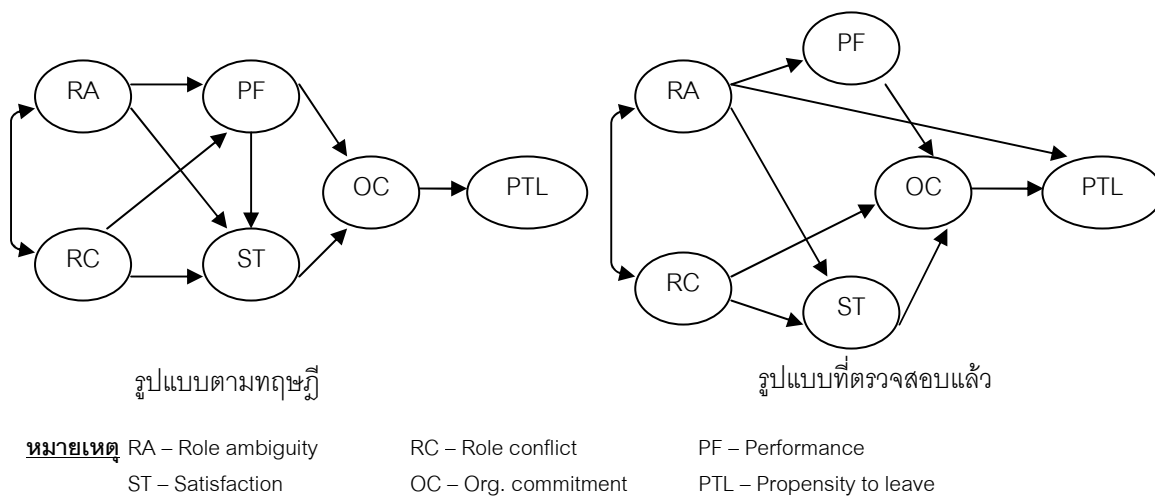 RA PF
OC PTL
RC ST
รูปแบบตามทฤษฎี
PF
RA
OC PTL
RC
ST
รูปแบบที่ตรวจสอบแล้ว
หมายเหตุ RA – Role ambiguity RC – Role conflict PF – Performance
ST – Satisfaction OC – Org. commitment PTL – Propensity to leave